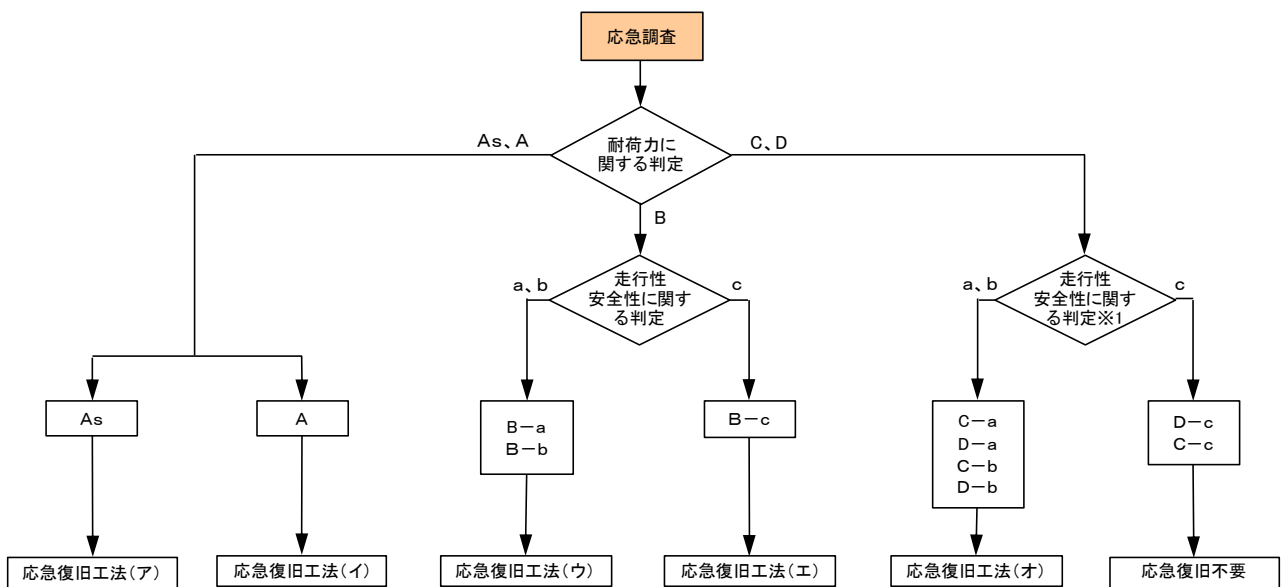 応急調査
As、A
耐荷力に
関する判定
C、D
B
a、b
走行性
安全性に関す
る判定
c
a、b
走行性
安全性に関す
る判定※1
c
As
A
B－a
B－b
B－c
C－a
D－a
C－b
D－b
D－c
C－c
応急復旧工法(ア)
応急復旧工法(イ)
応急復旧工法(ウ)
応急復旧工法(エ)
応急復旧工法(オ)
応急復旧不要